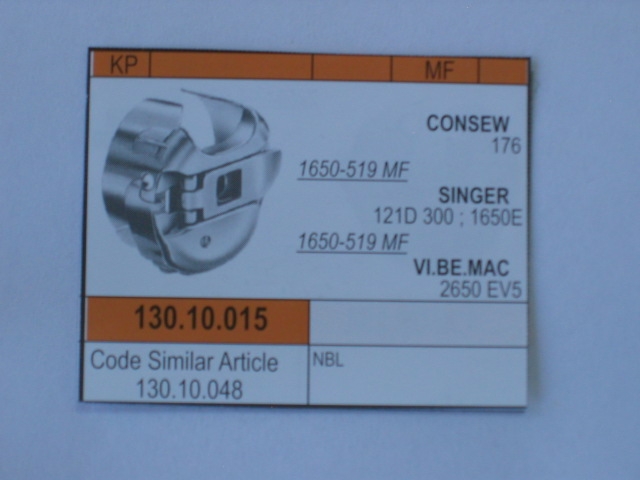 KP MF
CONSEW
176
1650-519 MF
SINGER
121D 300 ; 1650E
1650-519 MF
VI.BE.MAC
2650 EV5
130.10.015
Code Similar Article
130.10.048
NBL